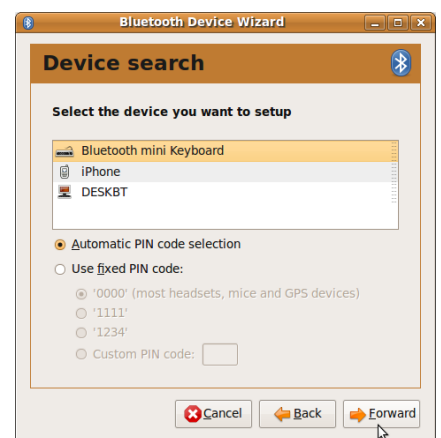 Bluetooth Device Wizard
Device search
Select the device you want to setup
Bluetooth mini Keyboard
iPhone
DESKBT
Automatic PIN code selection
Use fixed PIN code:
'0000' (most headsets, mice and GPS devices)
'1111'
'1234'
Custom PIN code:
Cancel Back Forward